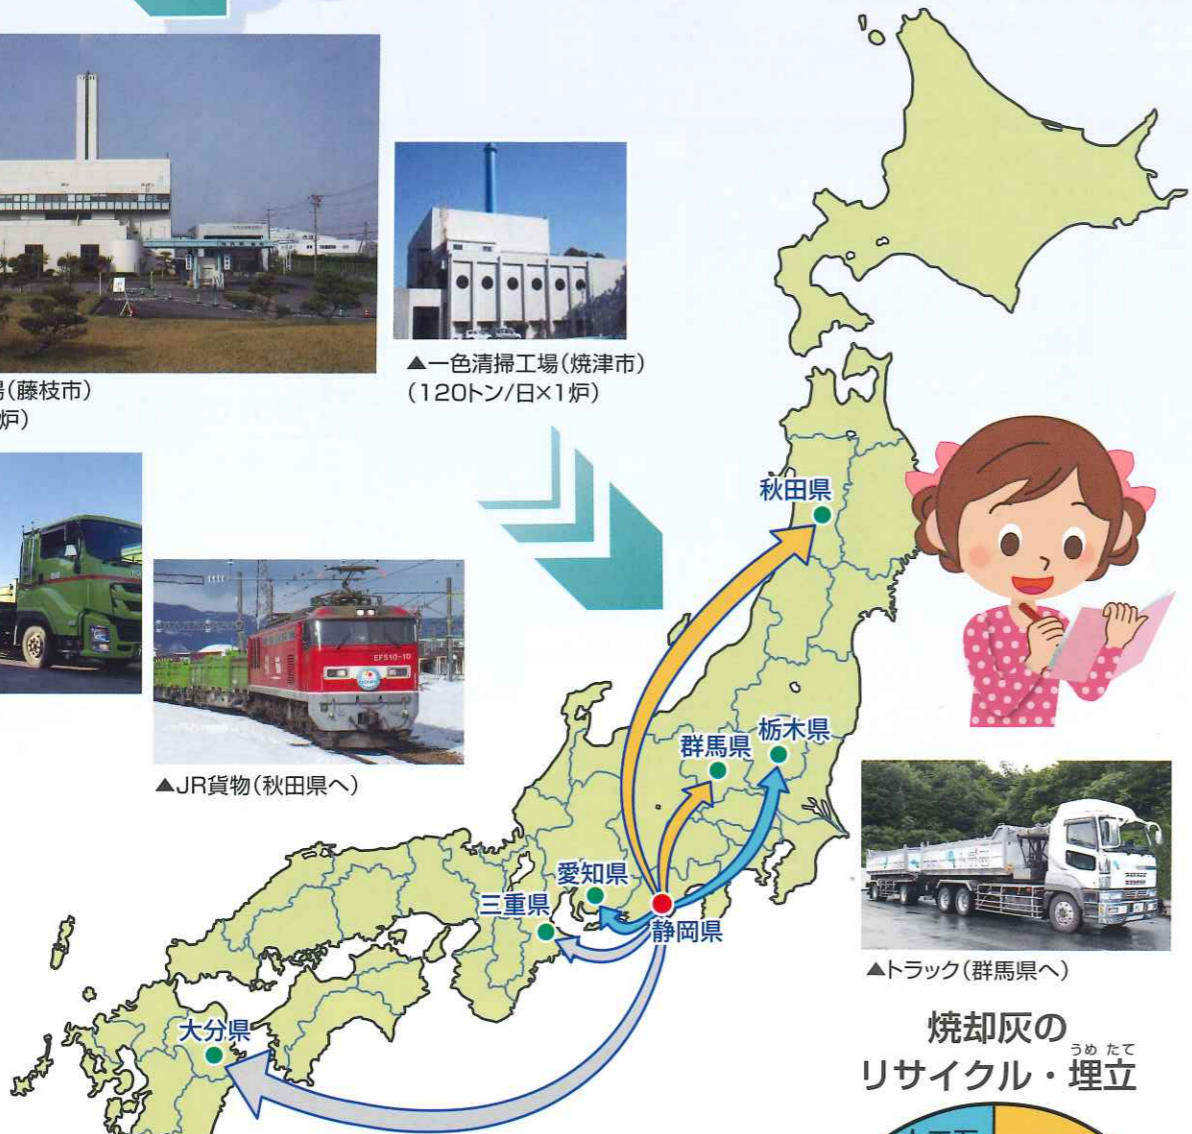 場(藤枝市)
炉)
▲一色清掃工場(焼津市)
(120トン/日×1炉)
秋田県
EF510-10
▲JR貨物(秋田県へ)
群馬県
栃木県
愛知県
三重県
静岡県
大分県
▲トラック(群馬県へ)
焼却灰の
うめ たて
リサイクル・埋立